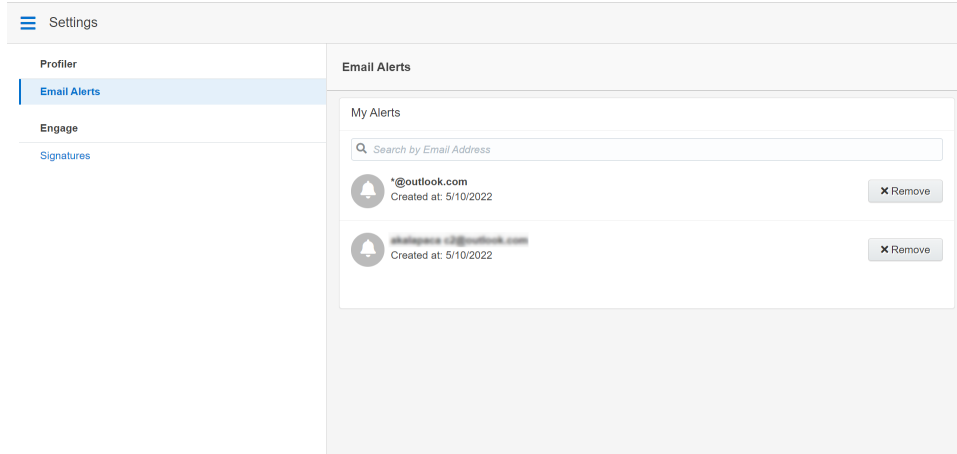 Settings
Profiler
Email Alerts
Engage
Signatures
Email Alerts
My Alerts
Search by Email Address
*@outlook.com
Created at: 5/10/2022
Remove
Created at: 5/10/2022
Remove